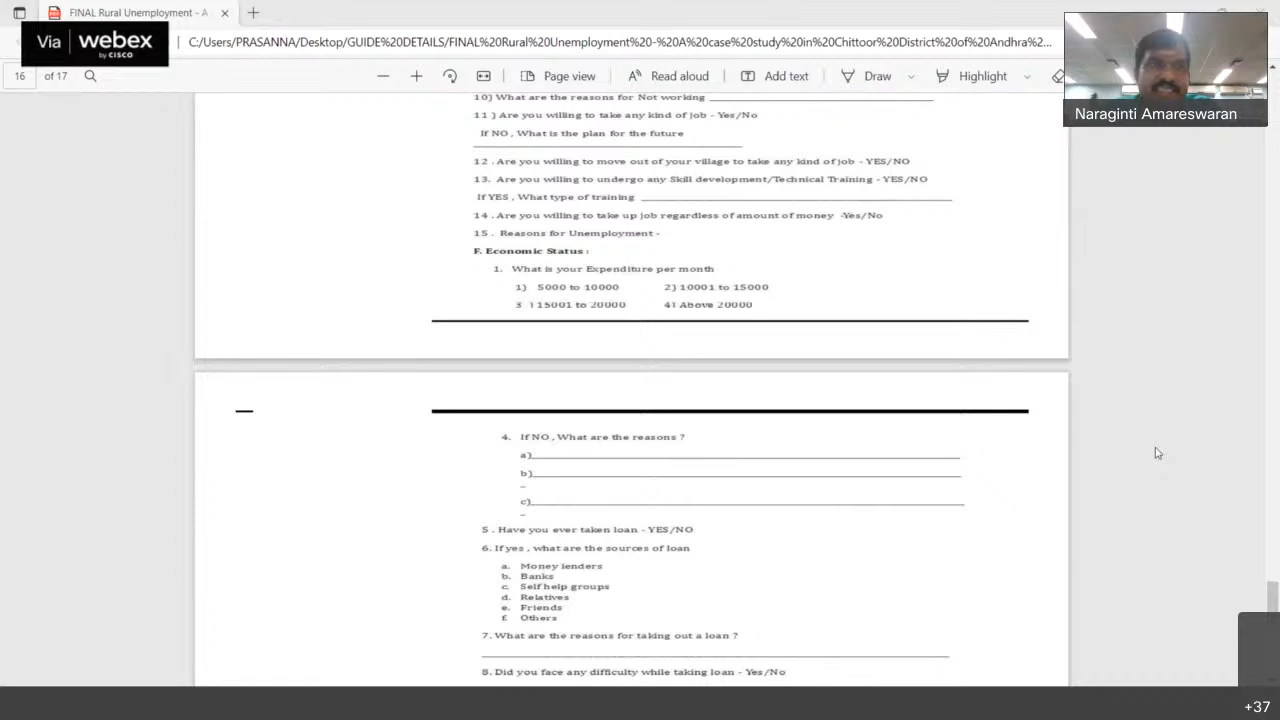 FINAL Rural Unemployment - A
Via webex by CISCO
C:/Users/PRASANNA/Desktop/GUIDE%20DETAILS/FINAL%20Rural%20Unemployment%20-%20A%20case%20study%20in%20Chittoor%20District%20of%20Andhra%2...
16 of 17
Page view
Read aloud
Add text
Draw
Highlight
Naraginti Amareswaran
10) What are the reasons for Not working
11 ) Are you willing to take any kind of job - Yes/No
If NO , What is the plan for the future
12 . Are you willing to move out of your village to take any kind of job - YES/NO
13. Are you willing to undergo any Skill development/Technical Training - YES/NO
If YES , What type of training
14 . Are you willing to take up job regardless of amount of money -Yes/No
15 . Reasons for Unemployment -
F. Economic Status :
1. What is your Expenditure per month
1) 5000 to 10000 2) 10001 to 15000
3 ) 15001 to 20000 4) Above 20000
4. If NO , What are the reasons ?
a)
b)
c)
5 . Have you ever taken loan - YES/NO
6. If yes , what are the sources of loan
a. Money lenders
b. Banks
c. Self help groups
d. Relatives
e. Friends
f. Others
7. What are the reasons for taking out a loan ?
8. Did you face any difficulty while taking loan - Yes/No
+37